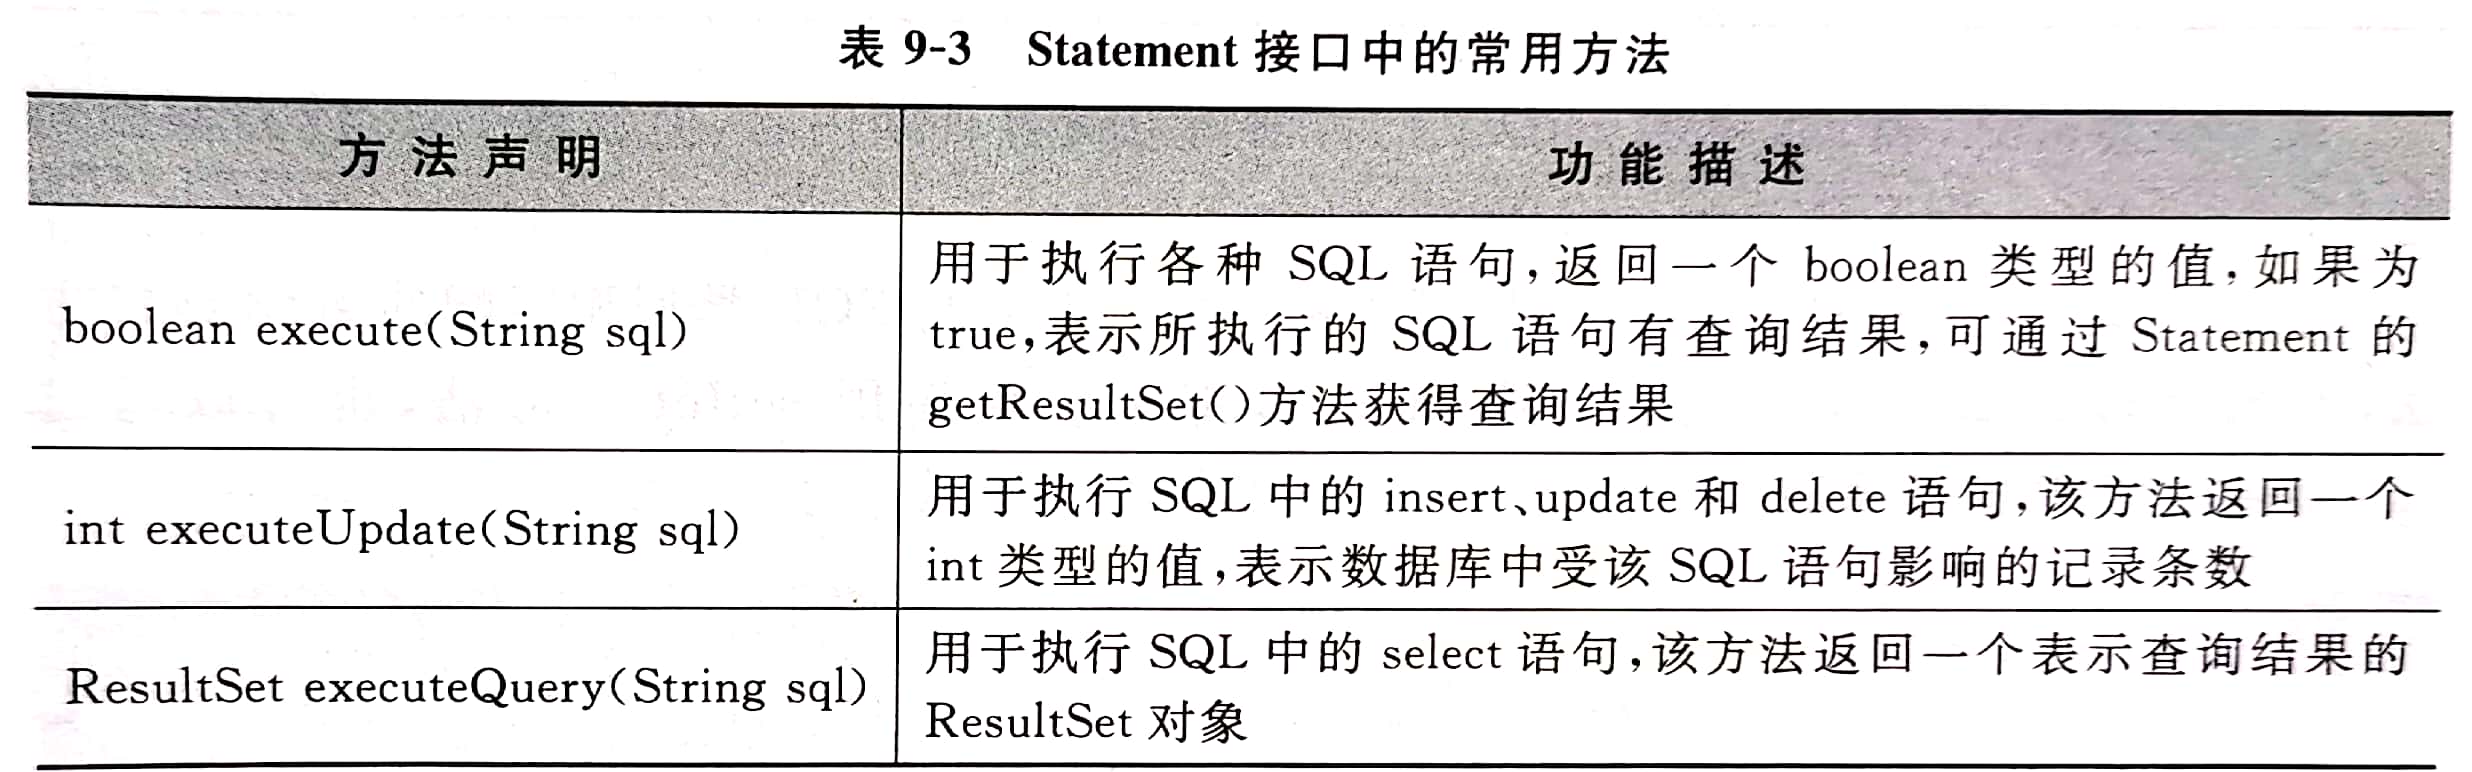 表 9-3 Statement 接口中的常用方法
方法声明 功能描述
boolean execute(String sql)
用于执行各种 SQL 语句,返回一个 boolean 类型的值,如果为
true,表示所执行的 SQL 语句有查询结果,可通过 Statement 的
getResultSet()方法获得查询结果
int executeUpdate(String sql)
用于执行 SQL 中的 insert、update 和 delete 语句,该方法返回一个
int 类型的值,表示数据库中受该 SQL 语句影响的记录条数
ResultSet executeQuery(String sql)
用于执行 SQL 中的 select 语句,该方法返回一个表示查询结果的
ResultSet 对象